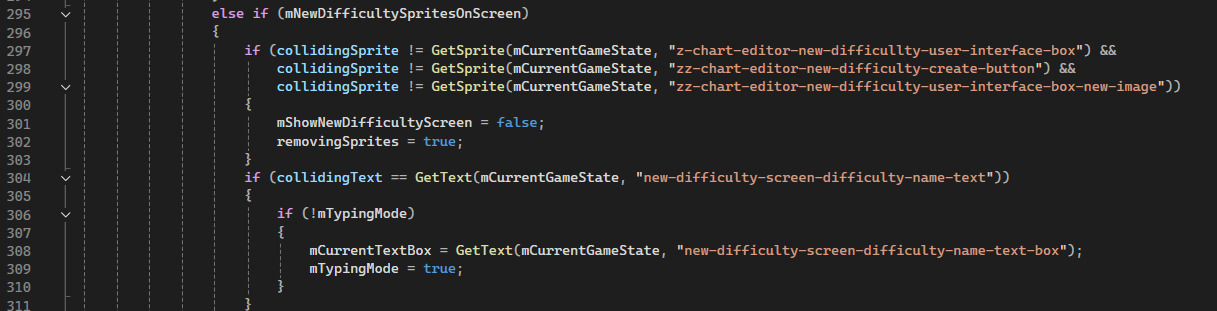 295 else if (mNewDifficultySpritesOnScreen)
296 {
297 if (collidingSprite != GetSprite(mCurrentGameState, "z-chart-editor-new-difficullty-user-interface-box") &&
298 collidingSprite != GetSprite(mCurrentGameState, "zz-chart-editor-new-difficulty-create-button") &&
299 collidingSprite != GetSprite(mCurrentGameState, "zz-chart-editor-new-difficulty-user-interface-box-new-image"))
300 {
301 mShowNewDifficultyScreen = false;
302 removingSprites = true;
303 }
304 if (collidingText == GetText(mCurrentGameState, "new-difficulty-screen-difficulty-name-text"))
305 {
306 if (!mTypingMode)
307 {
308 mCurrentTextBox = GetText(mCurrentGameState, "new-difficulty-screen-difficulty-name-text-box");
309 mTypingMode = true;
310 }
311 }